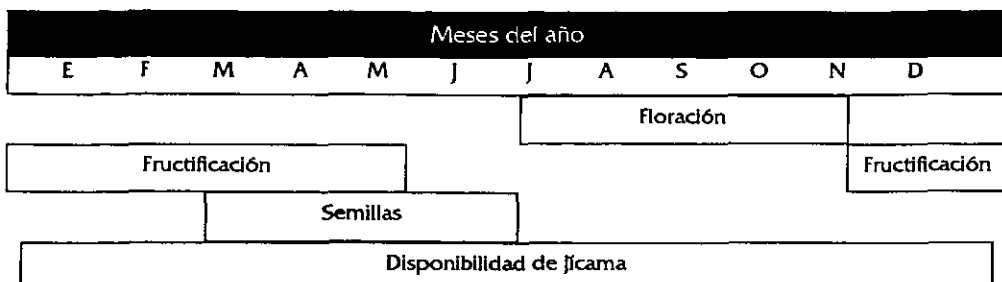 Meses del año
E F M A M J J A S O N D
Floración
Fructificación Fructificación
Semillas
Disponibilidad de Jícama